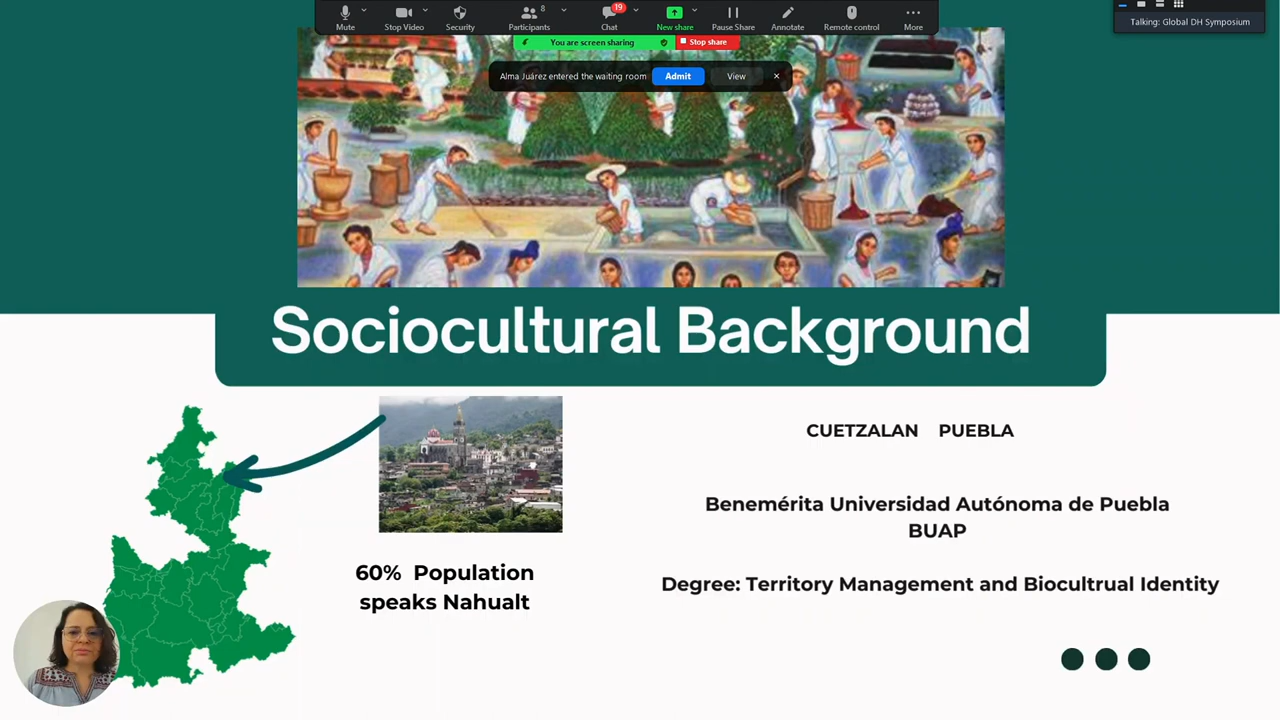 8
19
Mute
Stop Video
Security
Participants
Chat
New share
Pause Share
Annotate
Remote control
More
Talking: Global DH Symposium
You are screen sharing
Stop share
Alma Juárez entered the waiting room
Admit
View
Sociocultural Background
CUETZALAN PUEBLA
Benemérita Universidad Autónoma de Puebla
BUAP
60% Population
speaks Nahualt
Degree: Territory Management and Biocultrual Identity